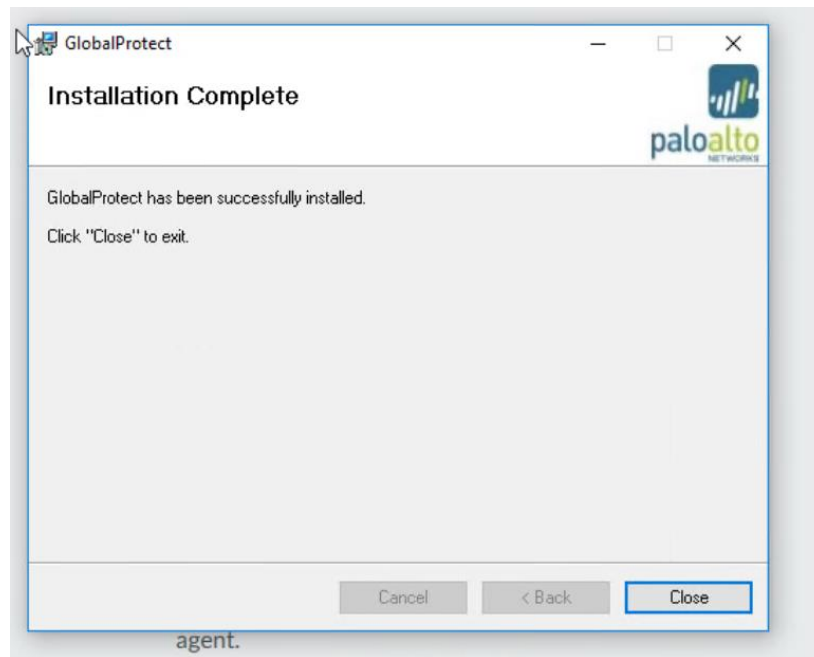 GlobalProtect
Installation Complete
paloalto
NETWORKS
GlobalProtect has been successfully installed.
Click "Close" to exit.
Cancel
< Back
Close
agent.